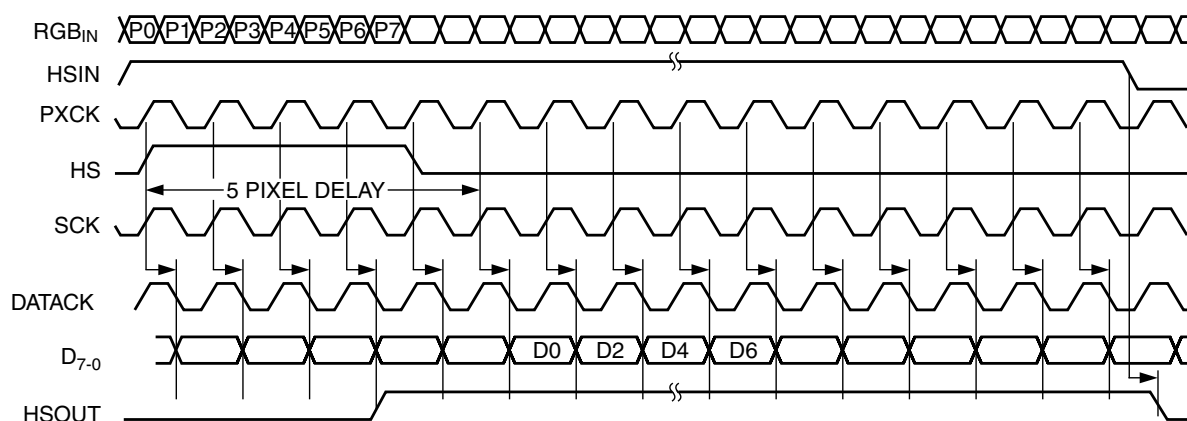 RGBIN P0 P1 P2 P3 P4 P5 P6 P7
HSIN
PXCK
HS
5 PIXEL DELAY
SCK
DATACK
D7-0 D0 D2 D4 D6
HSOUT